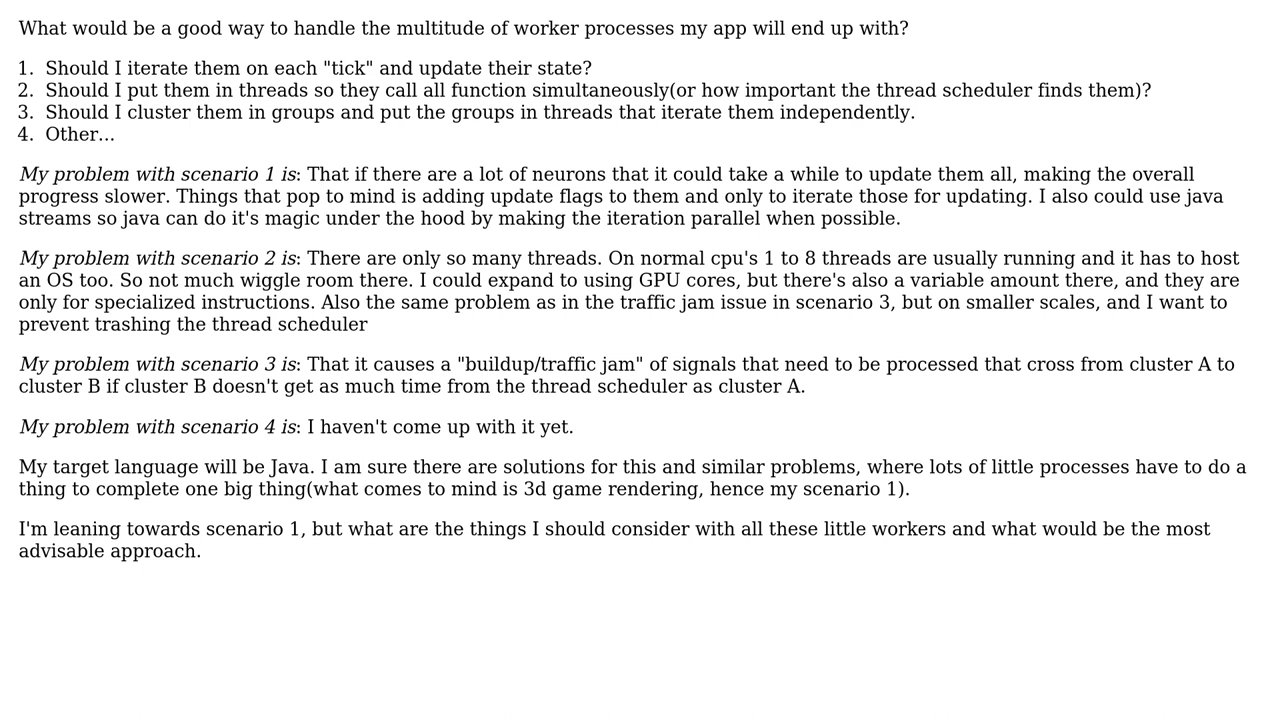 What would be a good way to handle the multitude of worker processes my app will end up with?
1. Should I iterate them on each "tick" and update their state?
2. Should I put them in threads so they call all function simultaneously(or how important the thread scheduler finds them)?
3. Should I cluster them in groups and put the groups in threads that iterate them independently.
4. Other...
My problem with scenario 1 is: That if there are a lot of neurons that it could take a while to update them all, making the overall
progress slower. Things that pop to mind is adding update flags to them and only to iterate those for updating. I also could use java
streams so java can do it's magic under the hood by making the iteration parallel when possible.
My problem with scenario 2 is: There are only so many threads. On normal cpu's 1 to 8 threads are usually running and it has to host
an OS too. So not much wiggle room there. I could expand to using GPU cores, but there's also a variable amount there, and they are
only for specialized instructions. Also the same problem as in the traffic jam issue in scenario 3, but on smaller scales, and I want to
prevent trashing the thread scheduler
My problem with scenario 3 is: That it causes a "buildup/traffic jam" of signals that need to be processed that cross from cluster A to
cluster B if cluster B doesn't get as much time from the thread scheduler as cluster A.
My problem with scenario 4 is: I haven't come up with it yet.
My target language will be Java. I am sure there are solutions for this and similar problems, where lots of little processes have to do a
thing to complete one big thing(what comes to mind is 3d game rendering, hence my scenario 1).
I'm leaning towards scenario 1, but what are the things I should consider with all these little workers and what would be the most
advisable approach.